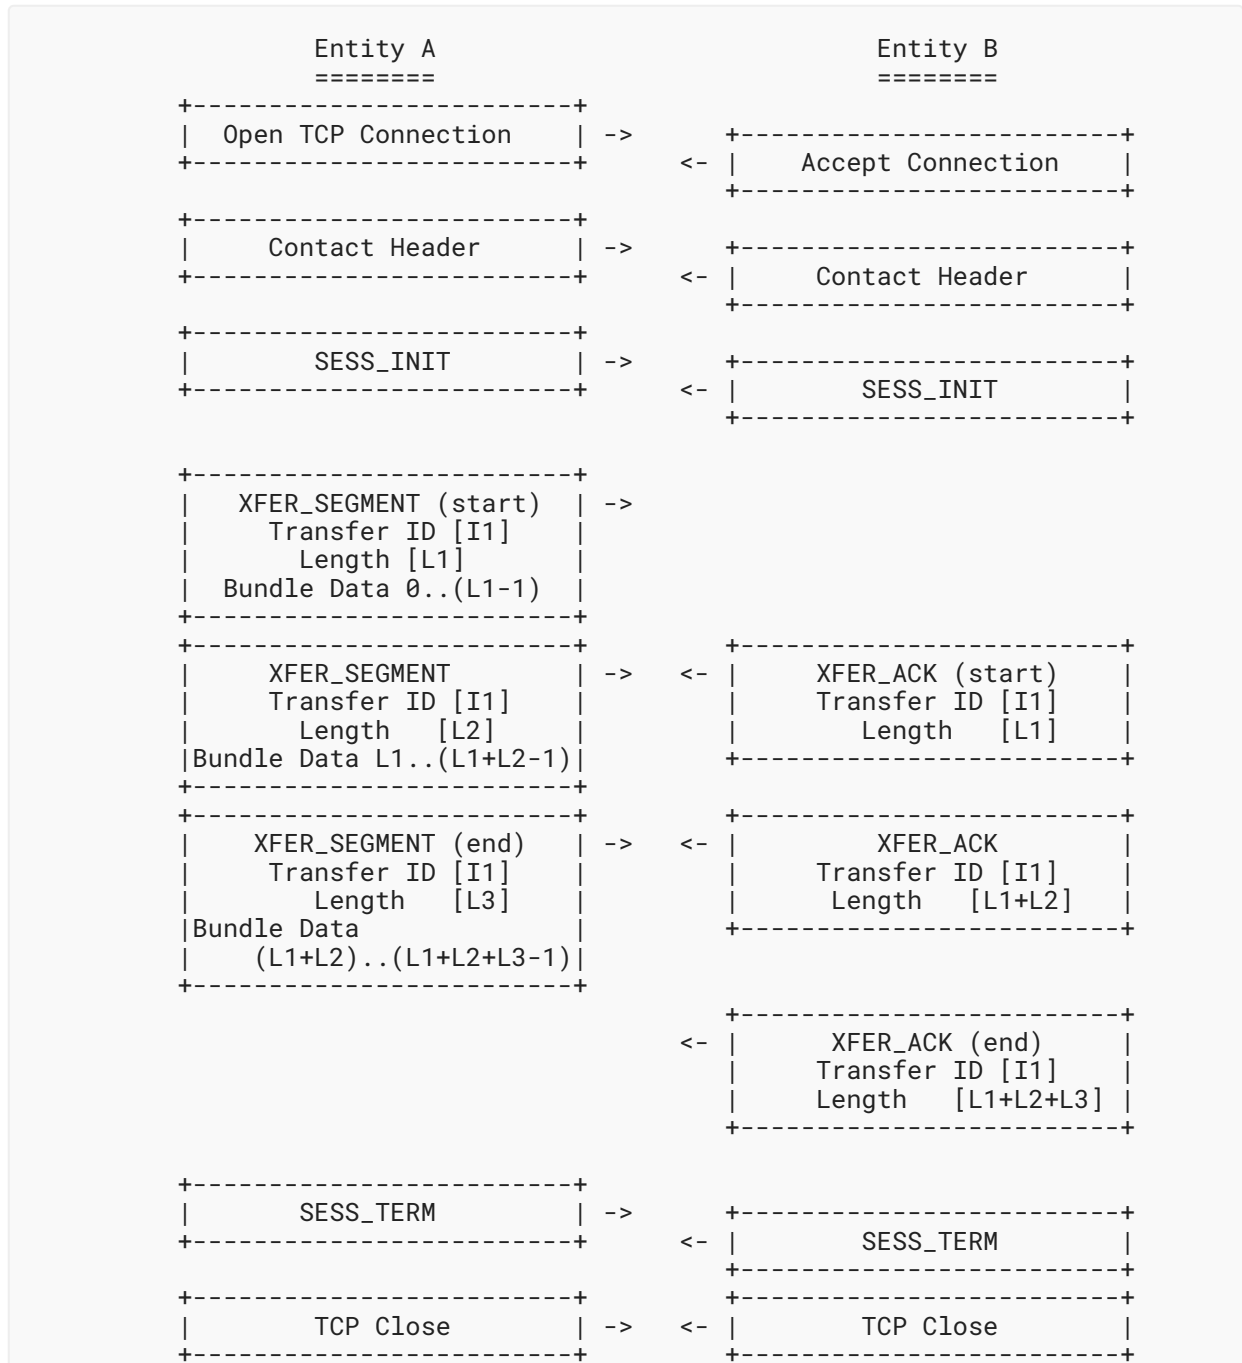 Entity A                             Entity B
                 ========                             ========
        +-------------------------+
        |  Open TCP Connection    | ->      +-------------------------+
        +-------------------------+      <- |    Accept Connection    |
                                            +-------------------------+
        +-------------------------+
        |     Contact Header      | ->      +-------------------------+
        +-------------------------+      <- |     Contact Header      |
                                            +-------------------------+
        +-------------------------+
        |        SESS_INIT        | ->      +-------------------------+
        +-------------------------+      <- |        SESS_INIT        |
                                            +-------------------------+

        +-------------------------+
        |   XFER_SEGMENT (start)  | ->
        |     Transfer ID [I1]    |
        |       Length [L1]       |
        |  Bundle Data 0..(L1-1)  |
        +-------------------------+
        +-------------------------+         +-------------------------+
        |       XFER_SEGMENT      | ->   <- |     XFER_ACK (start)    |
        |     Transfer ID [I1]    |         |     Transfer ID [I1]    |
        |       Length   [L2]     |         |        Length   [L1]    |
        |Bundle Data L1..(L1+L2-1)|         +-------------------------+
        +-------------------------+
        +-------------------------+         +-------------------------+
        |    XFER_SEGMENT (end)   | ->   <- |         XFER_ACK        |
        |     Transfer ID [I1]    |         |     Transfer ID [I1]    |
        |        Length   [L3]    |         |      Length   [L1+L2]   |
        |Bundle Data              |         +-------------------------+
        |    (L1+L2)..(L1+L2+L3-1)|
        +-------------------------+
                                            +-------------------------+
                                         <- |      XFER_ACK (end)     |
                                            |     Transfer ID [I1]    |
                                            |     Length   [L1+L2+L3] |
                                            +-------------------------+

        +-------------------------+
        |       SESS_TERM         | ->      +-------------------------+
        +-------------------------+      <- |        SESS_TERM        |
                                            +-------------------------+
        +-------------------------+         +-------------------------+
        |        TCP Close        | ->   <- |        TCP Close        |
        +-------------------------+         +-------------------------+